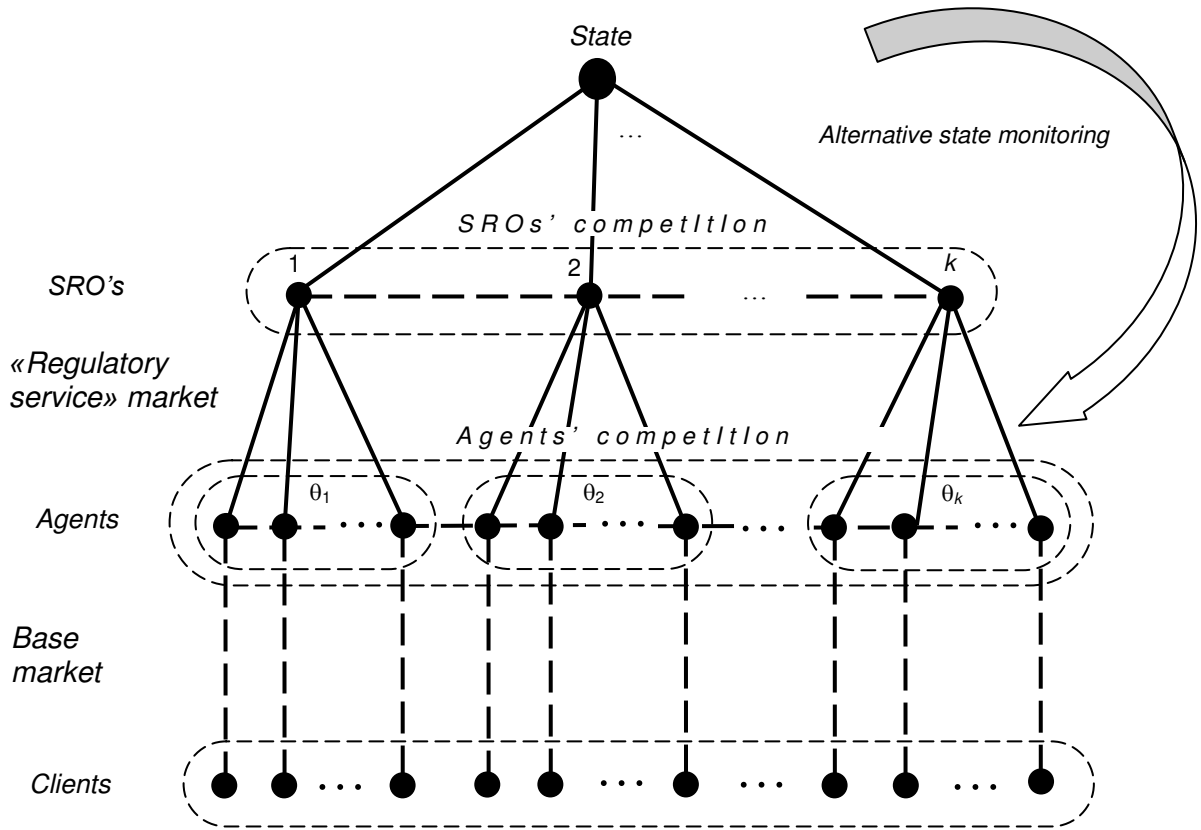 State
...
Alternative state monitoring
SROs' competItIon
1
2
k
SRO's
...
«Regulatory
service» market
Agents' competItIon
θ1
θ2
θk
Agents
... ... ... ...
Base
market
Clients
... ... ... ...